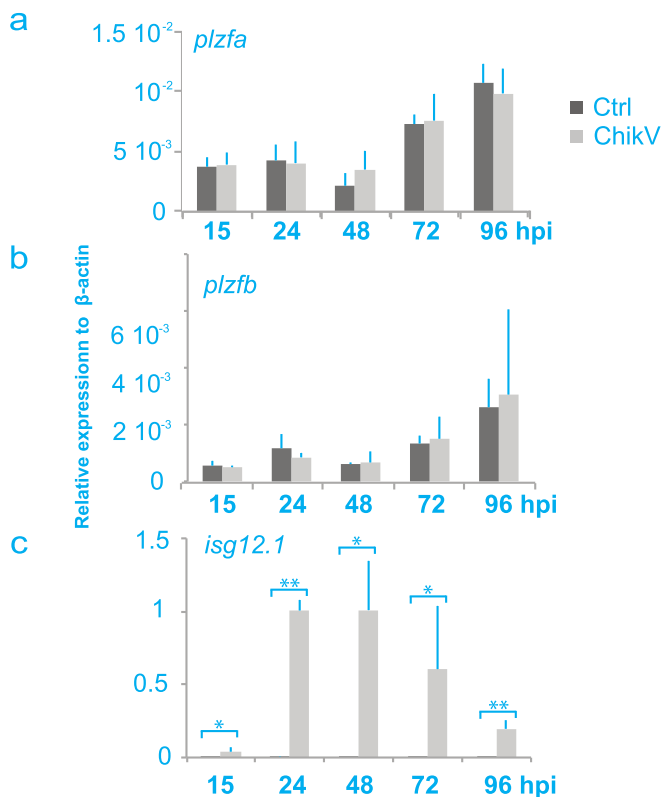 a
plzfa
1.5 10⁻²
10⁻²
5 10⁻³
0
15 24 48 72 96 hpi
Ctrl
ChikV
b
plzfb
6 10⁻³
4 10⁻³
2 10⁻³
0
15 24 48 72 96 hpi
Relative expressionn to β-actin
c
isg12.1
1.5
1
0.5
0
* ** * * **
15 24 48 72 96 hpi